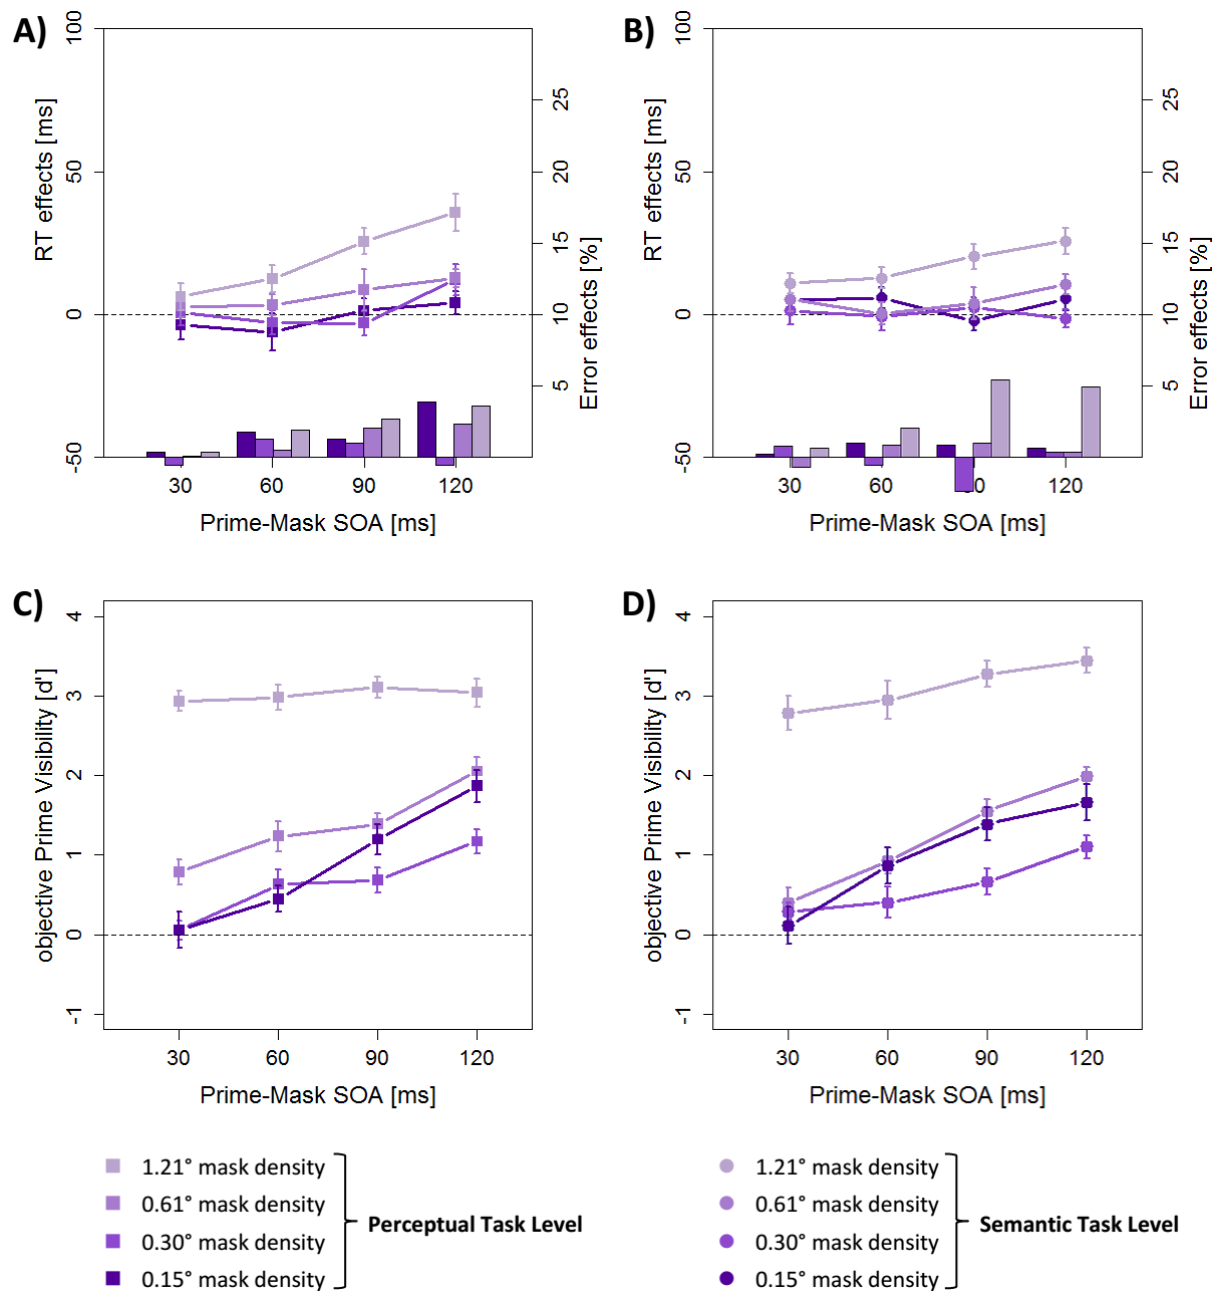 A)
100
50
0
-50
RT effects [ms]
25
20
15
10
5
Error effects [%]
30 60 90 120
Prime-Mask SOA [ms]
B)
100
50
0
-50
RT effects [ms]
25
20
15
10
5
Error effects [%]
30 60 90 120
Prime-Mask SOA [ms]
C)
4
3
2
1
0
-1
objective Prime Visibility [d']
30 60 90 120
Prime-Mask SOA [ms]
D)
4
3
2
1
0
-1
objective Prime Visibility [d']
30 60 90 120
Prime-Mask SOA [ms]
1.21° mask density
0.61° mask density
0.30° mask density
0.15° mask density
Perceptual Task Level
1.21° mask density
0.61° mask density
0.30° mask density
0.15° mask density
Semantic Task Level